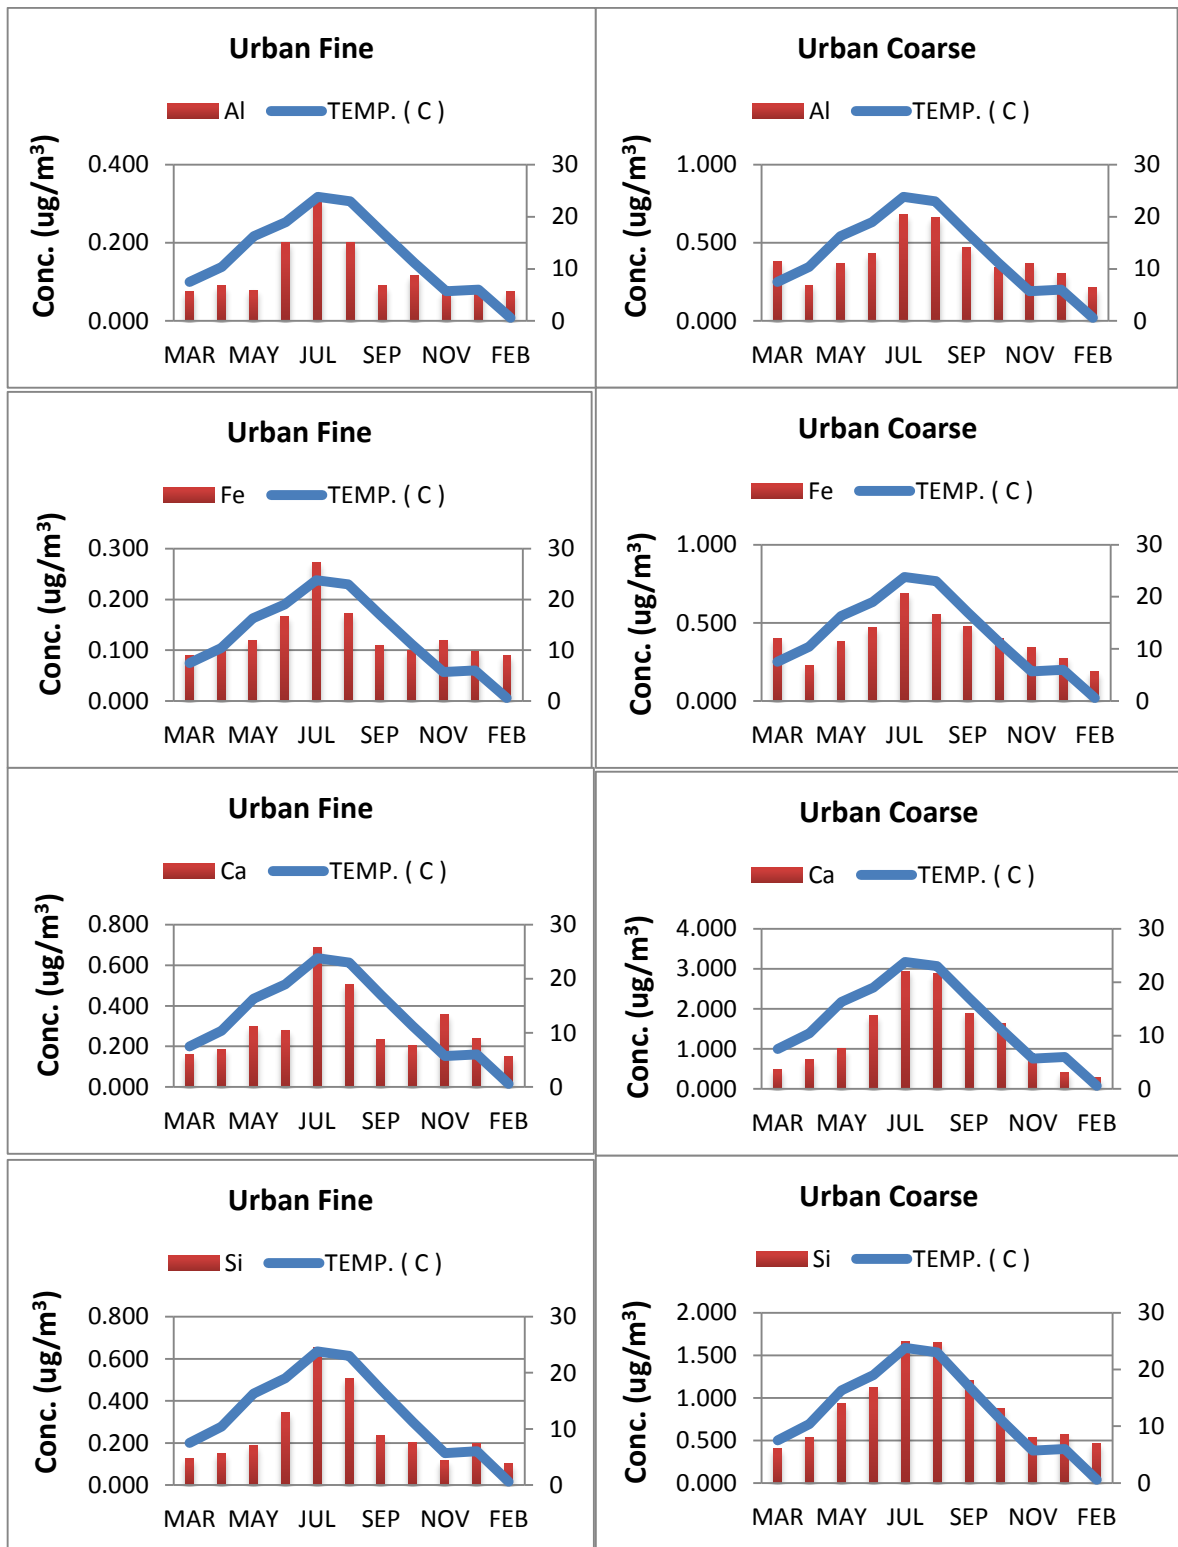 Urban Fine
Al TEMP. ( C )
Conc. (ug/m³)
0.400
0.200
0.000
30
20
10
0
MAR MAY JUL SEP NOV FEB
Urban Coarse
Al TEMP. ( C )
Conc. (ug/m³)
1.000
0.500
0.000
30
20
10
0
MAR MAY JUL SEP NOV FEB
Urban Fine
Fe TEMP. ( C )
Conc. (ug/m³)
0.300
0.200
0.100
0.000
30
20
10
0
MAR MAY JUL SEP NOV FEB
Urban Coarse
Fe TEMP. ( C )
Conc. (ug/m³)
1.000
0.500
0.000
30
20
10
0
MAR MAY JUL SEP NOV FEB
Urban Fine
Ca TEMP. ( C )
Conc. (ug/m³)
0.800
0.600
0.400
0.200
0.000
30
20
10
0
MAR MAY JUL SEP NOV FEB
Urban Coarse
Ca TEMP. ( C )
Conc. (ug/m³)
4.000
3.000
2.000
1.000
0.000
30
20
10
0
MAR MAY JUL SEP NOV FEB
Urban Fine
Si TEMP. ( C )
Conc. (ug/m³)
0.800
0.600
0.400
0.200
0.000
30
20
10
0
MAR MAY JUL SEP NOV FEB
Urban Coarse
Si TEMP. ( C )
Conc. (ug/m³)
2.000
1.500
1.000
0.500
0.000
30
20
10
0
MAR MAY JUL SEP NOV FEB